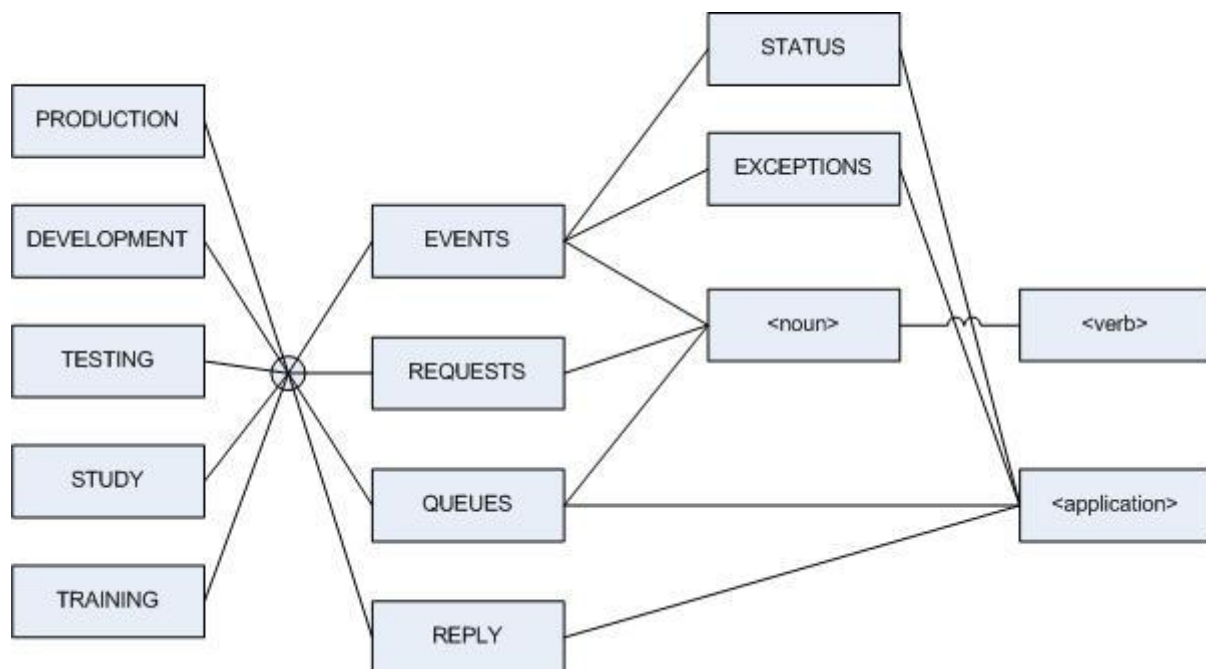 PRODUCTION
DEVELOPMENT
TESTING
STUDY
TRAINING
EVENTS
REQUESTS
QUEUES
REPLY
STATUS
EXCEPTIONS
<noun>
<verb>
<application>